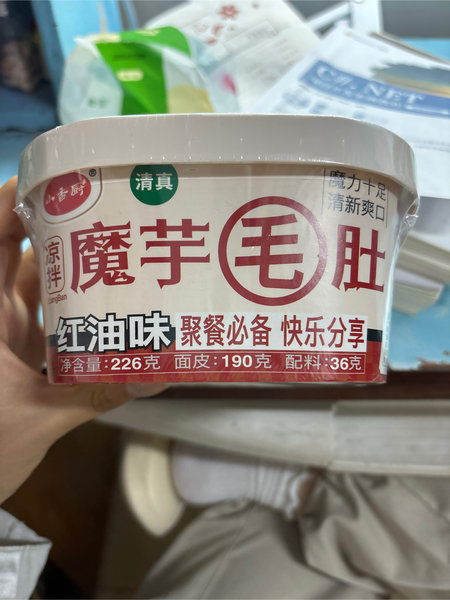 小香厨®
清真
魔力十足
清新爽口
凉拌
LiangBan
魔芋毛肚
红油味
聚餐必备 快乐分享
净含量:226克 面皮:190克 配料:36克
C#.NET